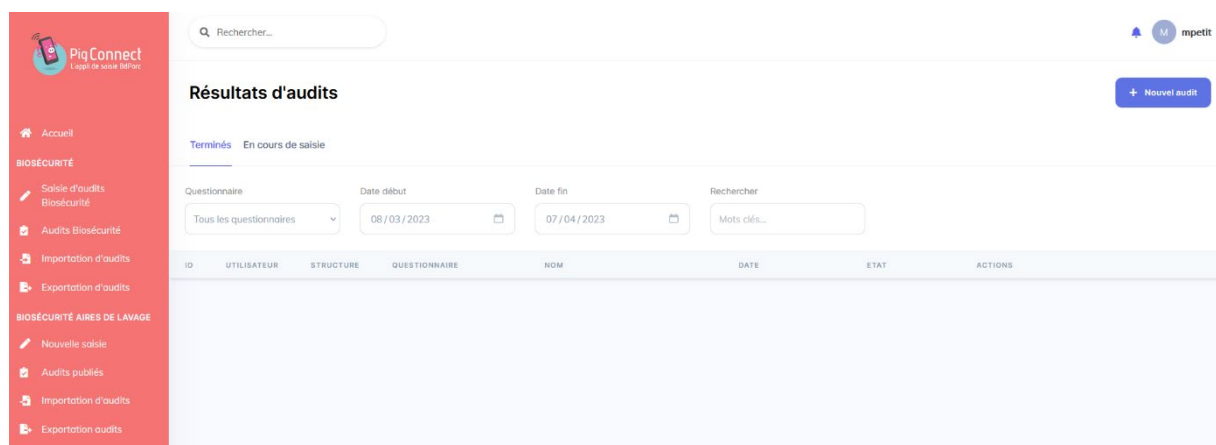 PigConnect
L'appli de saisie BdPorc
Accueil
BIOSÉCURITÉ
Saisie d'audits
Biosécurité
Audits Biosécurité
Importation d'audits
Exportation d'audits
BIOSÉCURITÉ AIRES DE LAVAGE
Nouvelle saisie
Audits publiés
Importation d'audits
Exportation audits
Rechercher...
M mpetit
Résultats d'audits
+ Nouvel audit
Terminés En cours de saisie
Questionnaire Date début Date fin Rechercher
Tous les questionnaires 08/03/2023 07/04/2023 Mots clés...
ID UTILISATEUR STRUCTURE QUESTIONNAIRE NOM DATE ETAT ACTIONS